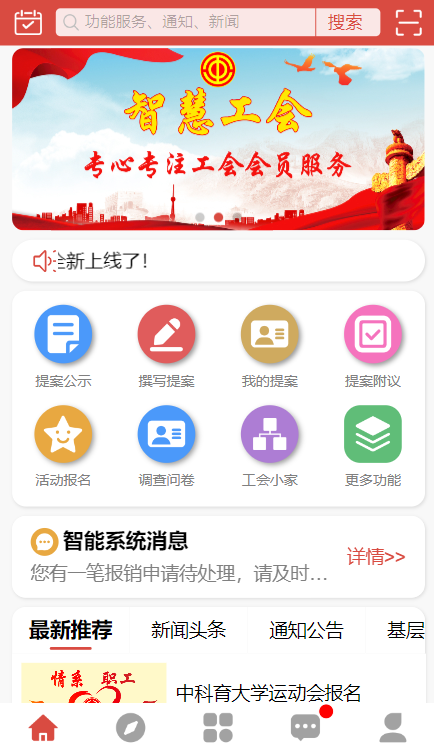 功能服务、通知、新闻
搜索
智慧工会
专心专注工会会员服务
全新上线了!
提案公示
撰写提案
我的提案
提案附议
活动报名
调查问卷
工会小家
更多功能
智能系统消息
您有一笔报销申请待处理，请及时...
详情>>
最新推荐
新闻头条
通知公告
基层
情系 职工
中科育大学运动会报名